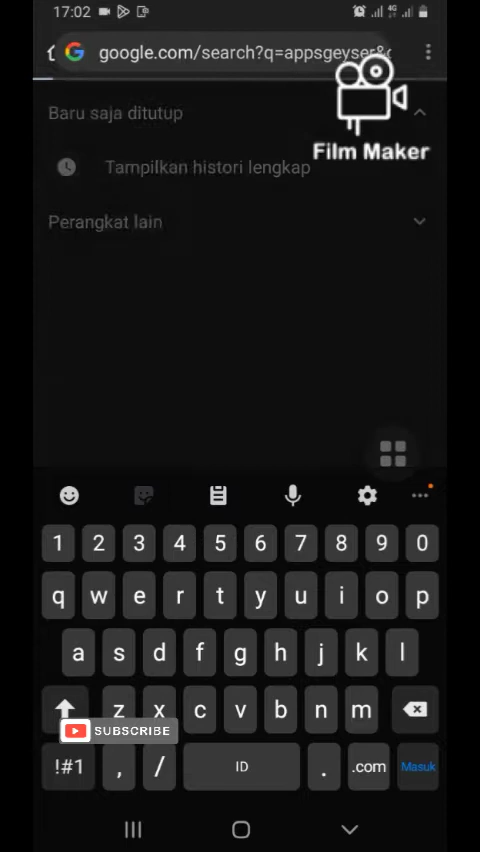 17:02
4G
google.com/search?q=appsgeyser&
Baru saja ditutup
Film Maker
Tampilkan histori lengkap
Perangkat lain
1 2 3 4 5 6 7 8 9 0
q w e r t y u i o p
a s d f g h j k l
z x c v b n m
SUBSCRIBE
!#1 , / ID . .com Masuk